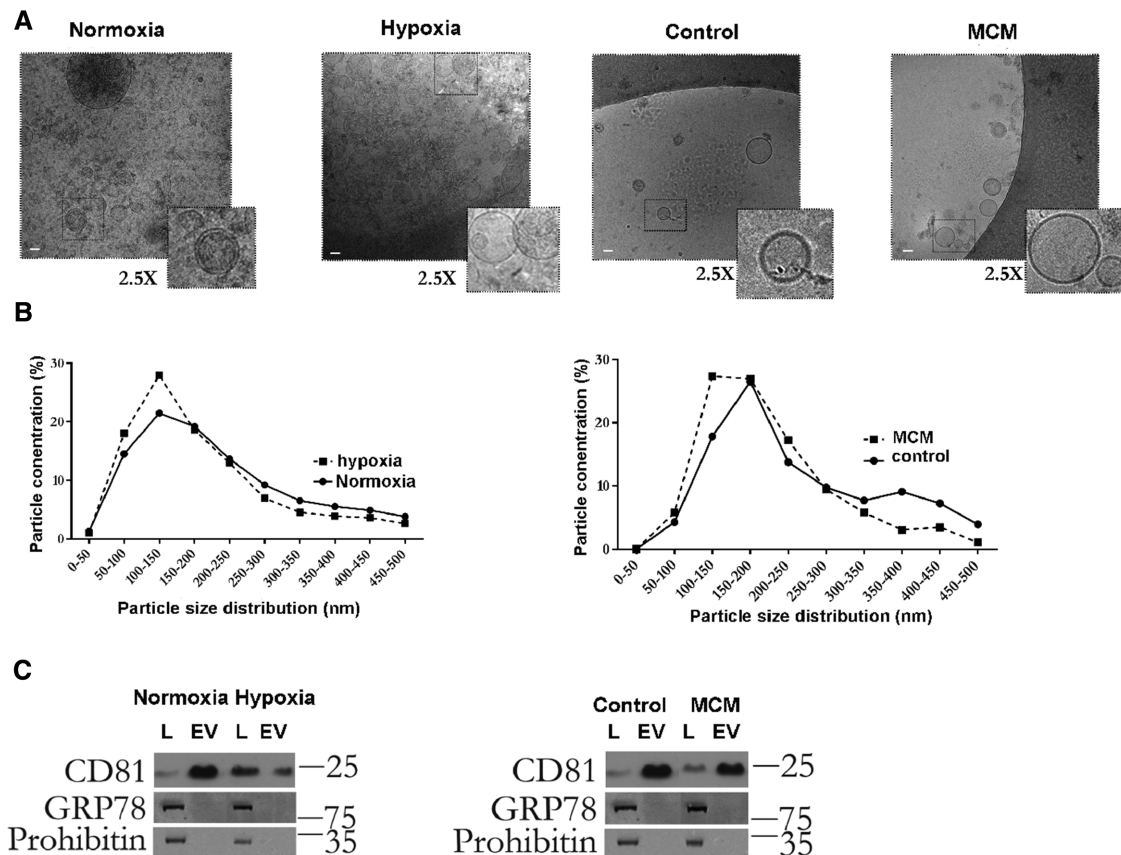 A
Normoxia
Hypoxia
Control
MCM
2.5X
2.5X
2.5X
2.5X
B
Particle conentration (%)
30
20
10
0
hypoxia
Normoxia
0-50
50-100
100-150
150-200
200-250
250-300
300-350
350-400
400-450
450-500
Particle size distribution (nm)
Particle conentration (%)
30
20
10
0
MCM
control
0-50
50-100
100-150
150-200
200-250
250-300
300-350
350-400
400-450
450-500
Particle size distribution (nm)
C
Normoxia Hypoxia
L EV L EV
CD81
25
GRP78
75
Prohibitin
35
Control MCM
L EV L EV
CD81
25
GRP78
75
Prohibitin
35